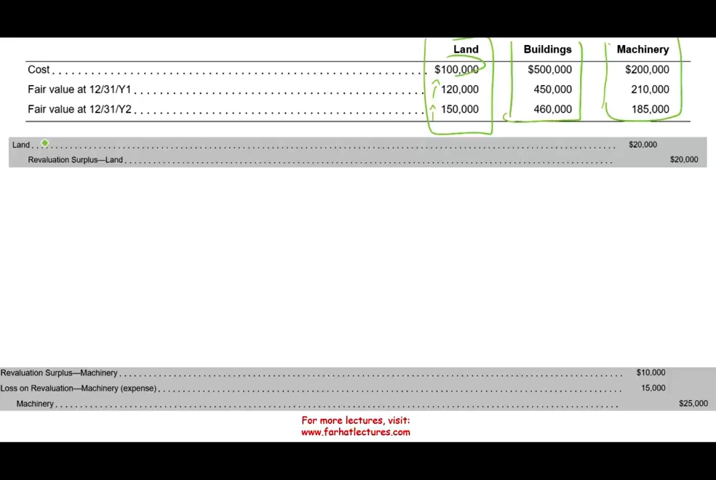 Land Buildings Machinery
Cost $100,000 $500,000 $200,000
Fair value at 12/31/Y1 120,000 450,000 210,000
Fair value at 12/31/Y2 150,000 460,000 185,000
Land $20,000
Revaluation Surplus—Land $20,000
Revaluation Surplus—Machinery $10,000
Loss on Revaluation—Machinery (expense) 15,000
Machinery $25,000
For more lectures, visit:
www.farhatlectures.com